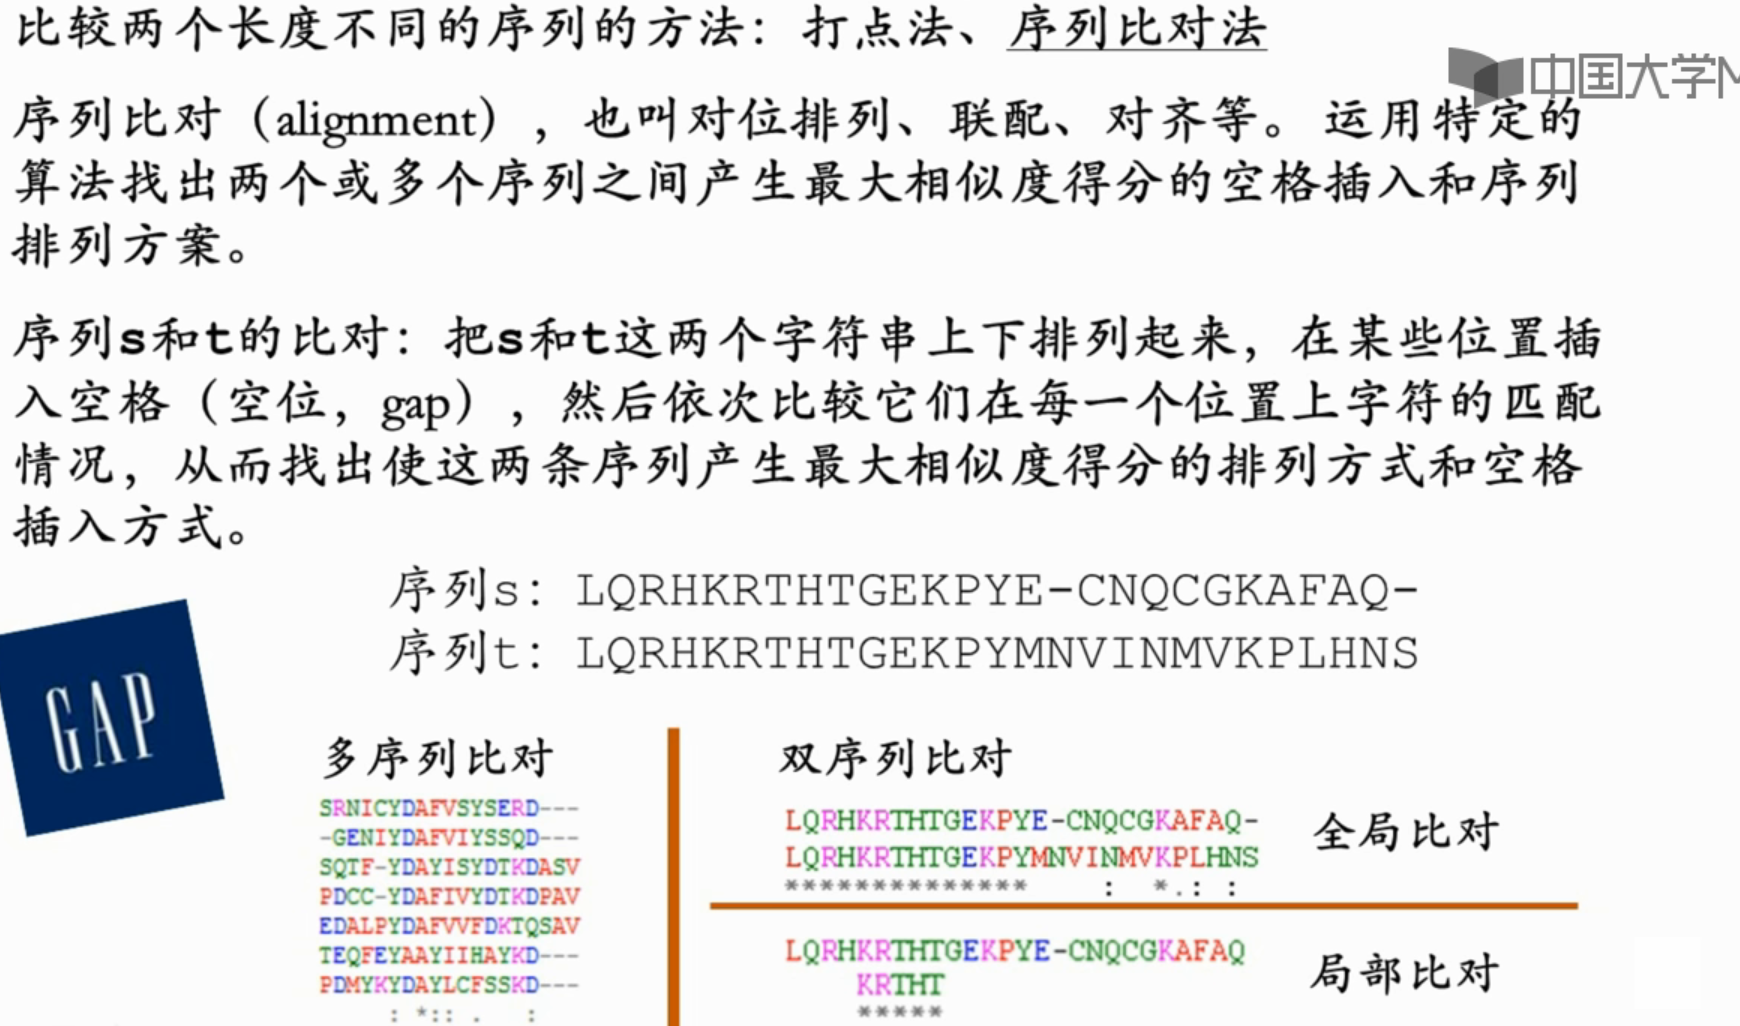 比较两个长度不同的序列的方法：打点法、序列比对法
中国大学M
序列比对（alignment），也叫对位排列、联配、对齐等。运用特定的
算法找出两个或多个序列之间产生最大相似度得分的空格插入和序列
排列方案。
序列s和t的比对：把s和t这两个字符串上下排列起来，在某些位置插
入空格（空位，gap），然后依次比较它们在每一个位置上字符的匹配
情况，从而找出使这两条序列产生最大相似度得分的排列方式和空格
插入方式。
序列s：LQRHKRTHTGEKPYE-CNQCGKAFAQ-
序列t：LQRHKRTHTGEKPYMNVINMVKPLHNS
GAP
多序列比对
SRNICYDAFVSYSERD---
-GENIYDAFVIYSSQD---
SQTF-YDAYISYDTKDASV
PDCC-YDAFIVYDTKDPAV
EDALPYDAFVVFDKTQSAV
TEQFEYAAYIIHAYKD---
PDMYKYDAYLCFSSKD---
: *:: . :
双序列比对
LQRHKRTHTGEKPYE-CNQCGKAFAQ-
LQRHKRTHTGEKPYMNVINMVKPLHNS
************** : *.: :
全局比对
LQRHKRTHTGEKPYE-CNQCGKAFAQ
KRTHT
*****
局部比对